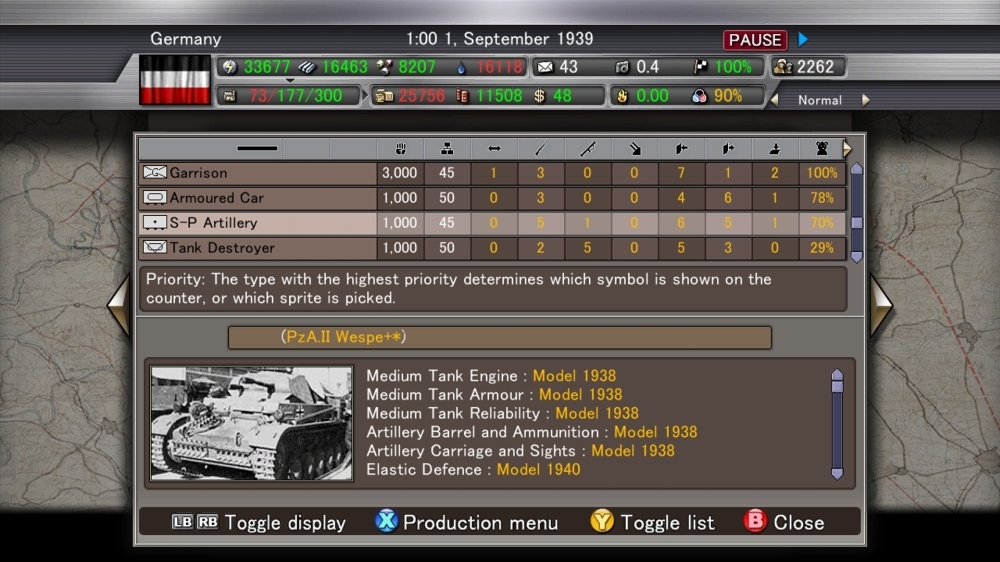 Germany 1:00 1, September 1939 PAUSE
33677 16463 8207 16118 43 0.4 100% 2262
73/177/300 25756 11508 $ 48 0.00 90% Normal
Garrison 3,000 45 1 3 0 0 7 1 2 100%
Armoured Car 1,000 50 0 3 0 0 4 6 1 78%
S-P Artillery 1,000 45 0 5 1 0 6 5 1 70%
Tank Destroyer 1,000 50 0 2 5 0 5 3 0 29%
Priority: The type with the highest priority determines which symbol is shown on the
counter, or which sprite is picked.
(PzA.II Wespe+*)
Medium Tank Engine : Model 1938
Medium Tank Armour : Model 1938
Medium Tank Reliability : Model 1938
Artillery Barrel and Ammunition : Model 1938
Artillery Carriage and Sights : Model 1938
Elastic Defence : Model 1940
LB RB Toggle display X Production menu Y Toggle list B Close